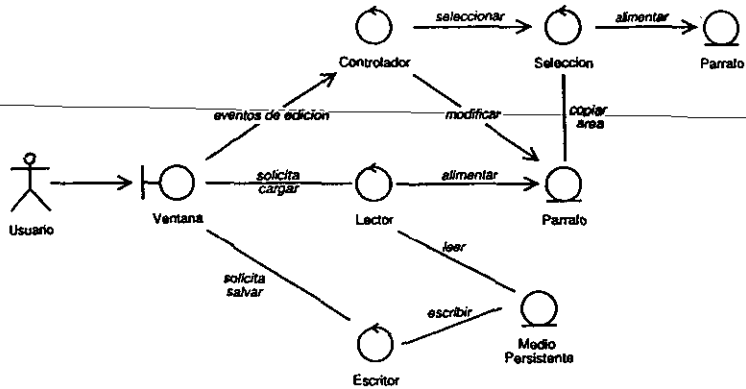 seleccionar
alimentar
Controlador
Seleccion
Parrafo
eventos de edicion
modificar
copiar
area
solicita
cargar
alimentar
Usuario
Ventana
Lector
Parrafo
leer
solicita
salvar
escribir
Medio
Persistente
Escritor